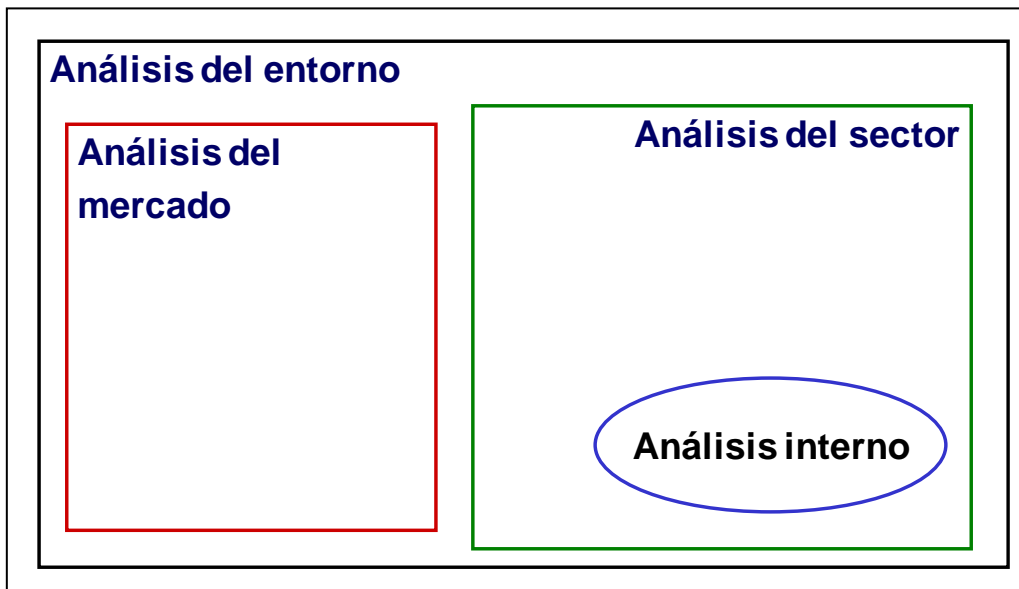 Análisis del entorno
Análisis del
mercado
Análisis del sector
Análisis interno